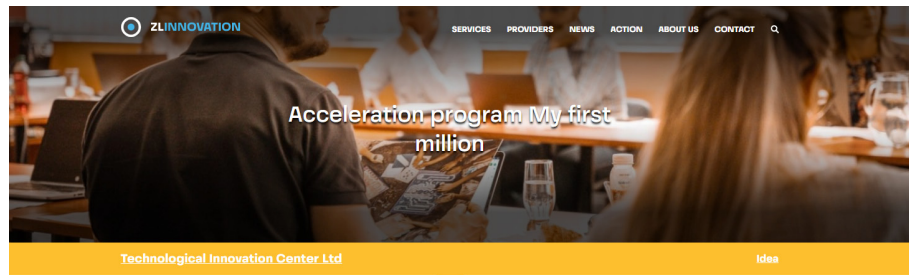 ZLINNOVATION
SERVICES PROVIDERS NEWS ACTION ABOUT US CONTACT
Acceleration program My first
million
Technological Innovation Center Ltd
Idea